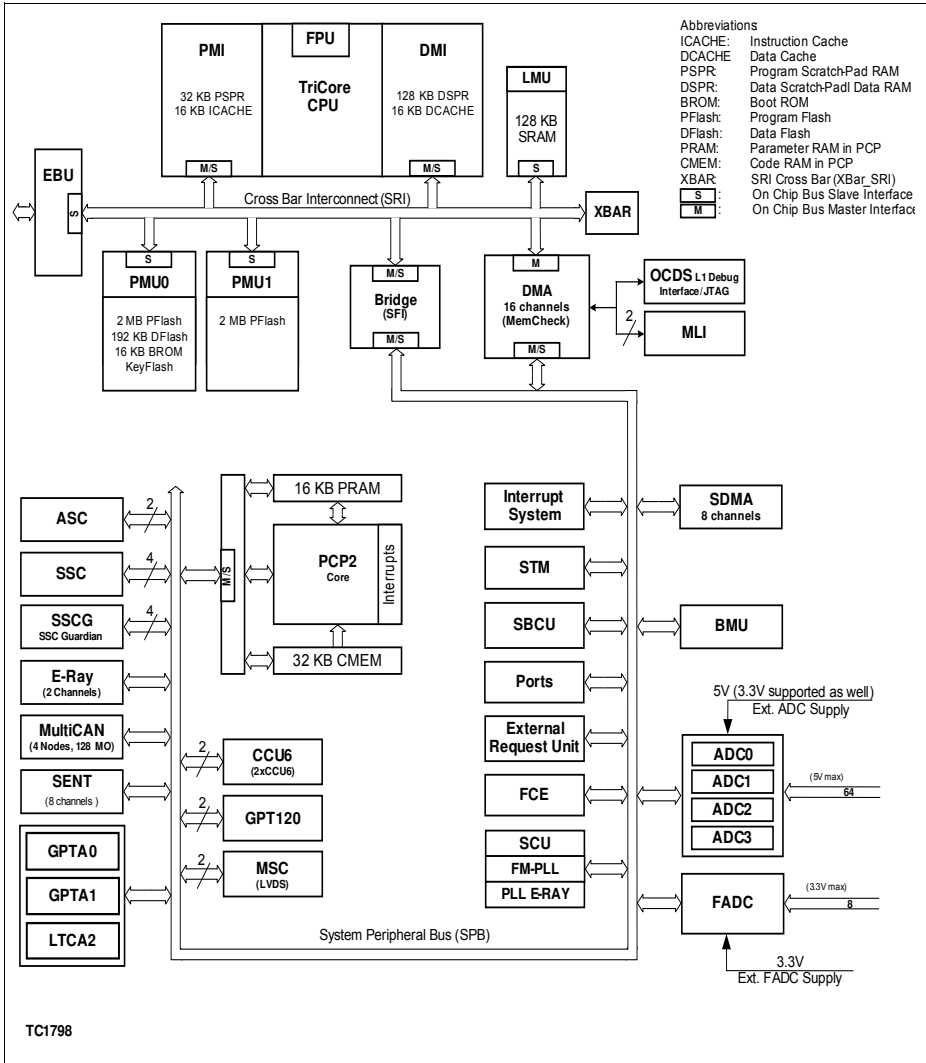 PMI
32 KB PSPR
16 KB ICACHE
M/S
FPU
TriCore
CPU
DMI
128 KB DSPR
16 KB DCACHE
M/S
LMU
128 KB
SRAM
S
Abbreviations
ICACHE: Instruction Cache
DCACHE Data Cache
PSPR: Program Scratch-Pad RAM
DSPR: Data Scratch-Padl Data RAM
BROM: Boot ROM
PFlash: Program Flash
DFlash: Data Flash
PRAM: Parameter RAM in PCP
CMEM: Code RAM in PCP
XBAR: SRI Cross Bar (XBar_SRI)
S : On Chip Bus Slave Interface
M : On Chip Bus Master Interface
EBU
S
Cross Bar Interconnect (SRI)
XBAR
S
PMU0
2 MB PFlash
192 KB DFlash
16 KB BROM
KeyFlash
S
PMU1
2 MB PFlash
M/S
Bridge
(SFI)
M/S
M
DMA
16 channels
(MemCheck)
M/S
OCDS L1 Debug
Interface/JTAG
2
MLI
ASC
2
SSC
4
SSCG
SSC Guardian
4
E-Ray
(2 Channels)
MultiCAN
(4 Nodes, 128 MO)
SENT
(8 channels )
GPTA0
GPTA1
LTCA2
M/S
16 KB PRAM
PCP2
Core
Interrupts
32 KB CMEM
2
CCU6
(2xCCU6)
2
GPT120
2
MSC
(LVDS)
Interrupt
System
STM
SBCU
Ports
External
Request Unit
FCE
SCU
FM-PLL
PLL E-RAY
SDMA
8 channels
BMU
5V (3.3V supported as well)
Ext. ADC Supply
ADC0
ADC1
ADC2
ADC3
(5V max)
64
FADC
(3.3V max)
8
3.3V
Ext. FADC Supply
System Peripheral Bus (SPB)
TC1798